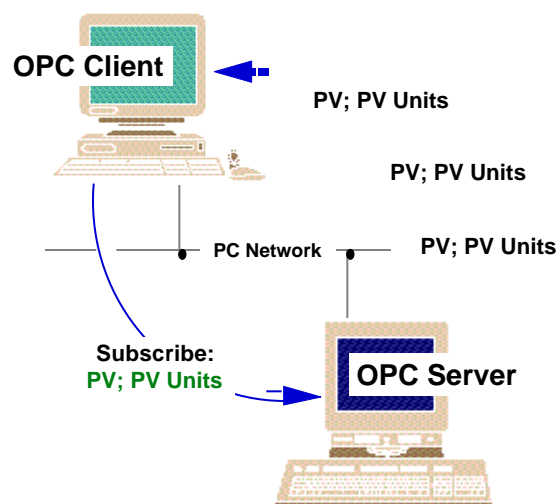 OPC Client
PV; PV Units
PV; PV Units
PV; PV Units
PC Network
Subscribe:
PV; PV Units
OPC Server